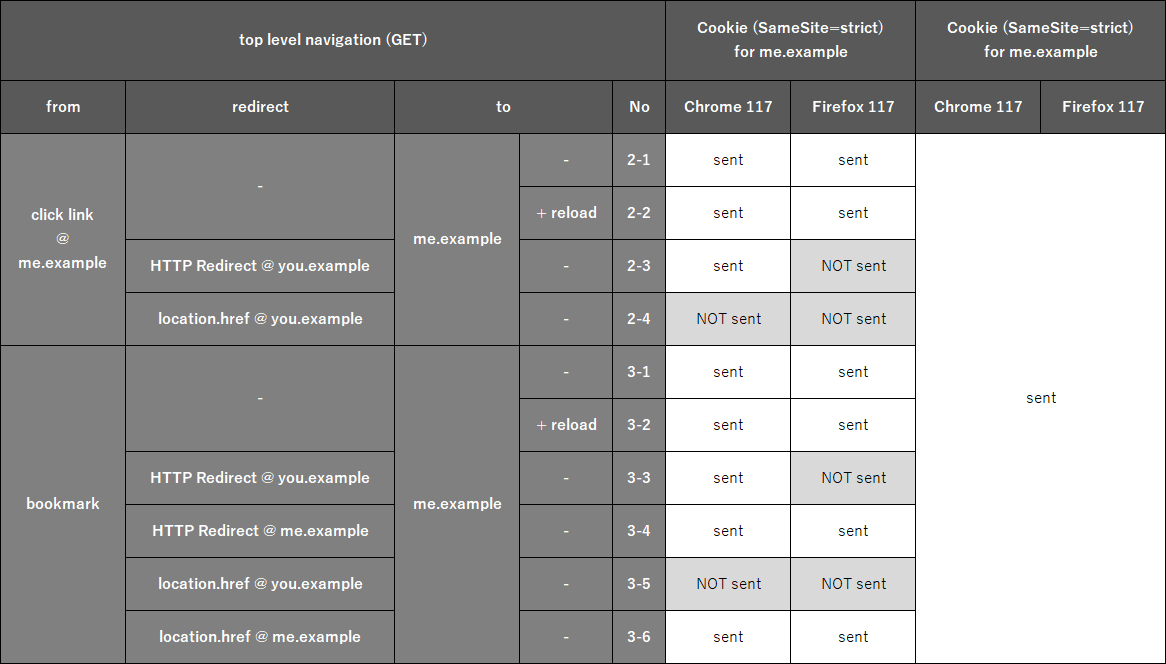 top level navigation (GET)
Cookie (SameSite=strict)
for me.example
Cookie (SameSite=strict)
for me.example
from
redirect
to
No
Chrome 117
Firefox 117
Chrome 117
Firefox 117
click link
@
me.example
-
me.example
-
2-1
sent
sent
+ reload
2-2
sent
sent
HTTP Redirect @ you.example
-
2-3
sent
NOT sent
location.href @ you.example
-
2-4
NOT sent
NOT sent
sent
bookmark
-
me.example
-
3-1
sent
sent
+ reload
3-2
sent
sent
HTTP Redirect @ you.example
-
3-3
sent
NOT sent
HTTP Redirect @ me.example
-
3-4
sent
sent
location.href @ you.example
-
3-5
NOT sent
NOT sent
location.href @ me.example
-
3-6
sent
sent